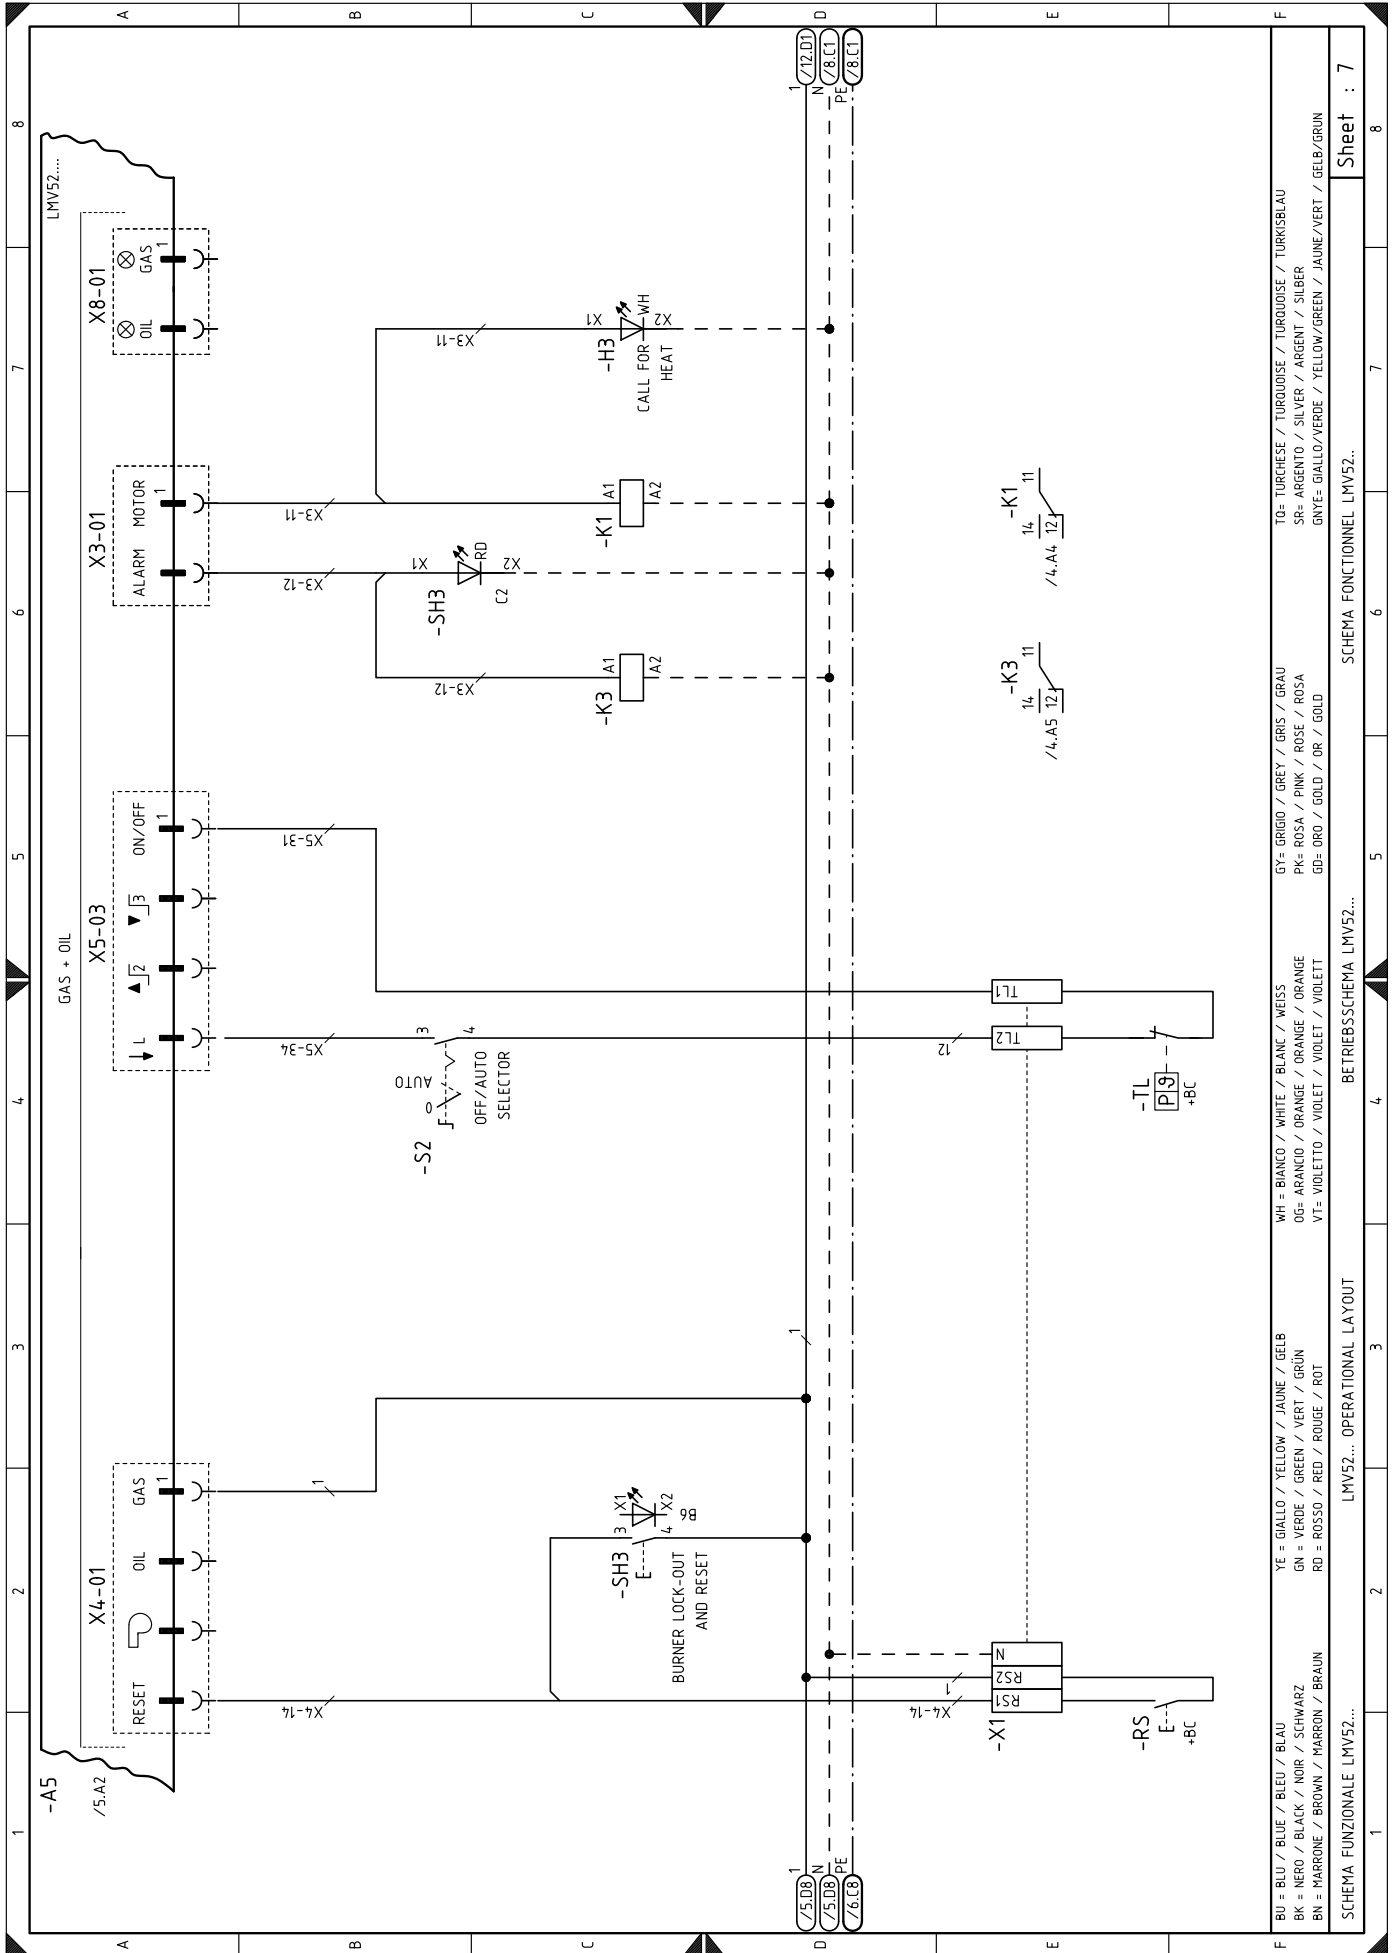 1 2 3 4 5 6 7 8
A
B
C
D
E
F
A
B
C
D
E
F
-A5
/5.A2
LMV52....
GAS + OIL
X4-01
RESET
OIL
GAS
1
X5-03
L
2
3
ON/OFF
1
X3-01
ALARM
MOTOR
1
X8-01
OIL
GAS
1
X4-14
1
X5-34
X5-31
X3-12
X3-11
X3-12
X3-11
-S2
0
AUTO
3
4
OFF/AUTO
SELECTOR
-SH3
X1
RD
X2
C2
-SH3
3
4
X1
X2
B6
BURNER LOCK-OUT
AND RESET
-K3
A1
A2
-K1
A1
A2
-H3
X1
WH
X2
CALL FOR
HEAT
/5.D8
1
/5.D8
N
/6.C8
PE
1
1
/12.D1
N
/8.C1
PE
/8.C1
-X1
X4-14
1
RS1
RS2
N
12
TL2
TL1
-K3
14
12
11
/4.A5
-K1
14
12
11
/4.A4
-RS
+BC
-TL
P
ϑ
+BC
BU = BLU / BLUE / BLEU / BLAU
BK = NERO / BLACK / NOIR / SCHWARZ
BN = MARRONE / BROWN / MARRON / BRAUN
YE = GIALLO / YELLOW / JAUNE / GELB
GN = VERDE / GREEN / VERT / GRÜN
RD = ROSSO / RED / ROUGE / ROT
WH = BIANCO / WHITE / BLANC / WEISS
OG= ARANCIO / ORANGE / ORANGE / ORANGE
VT= VIOLETTO / VIOLET / VIOLET / VIOLETT
GY= GRIGIO / GREY / GRIS / GRAU
PK= ROSA / PINK / ROSE / ROSA
GD= ORO / GOLD / OR / GOLD
TQ= TURCHESE / TURQUOISE / TURQUOISE / TURKISBLAU
SR= ARGENTO / SILVER / ARGENT / SILBER
GNYE= GIALLO/VERDE / YELLOW/GREEN / JAUNE/VERT / GELB/GRUN
SCHEMA FUNZIONALE LMV52...
LMV52... OPERATIONAL LAYOUT
BETRIEBSSCHEMA LMV52...
SCHEMA FONCTIONNEL LMV52..
Sheet : 7
1 2 3 4 5 6 7 8